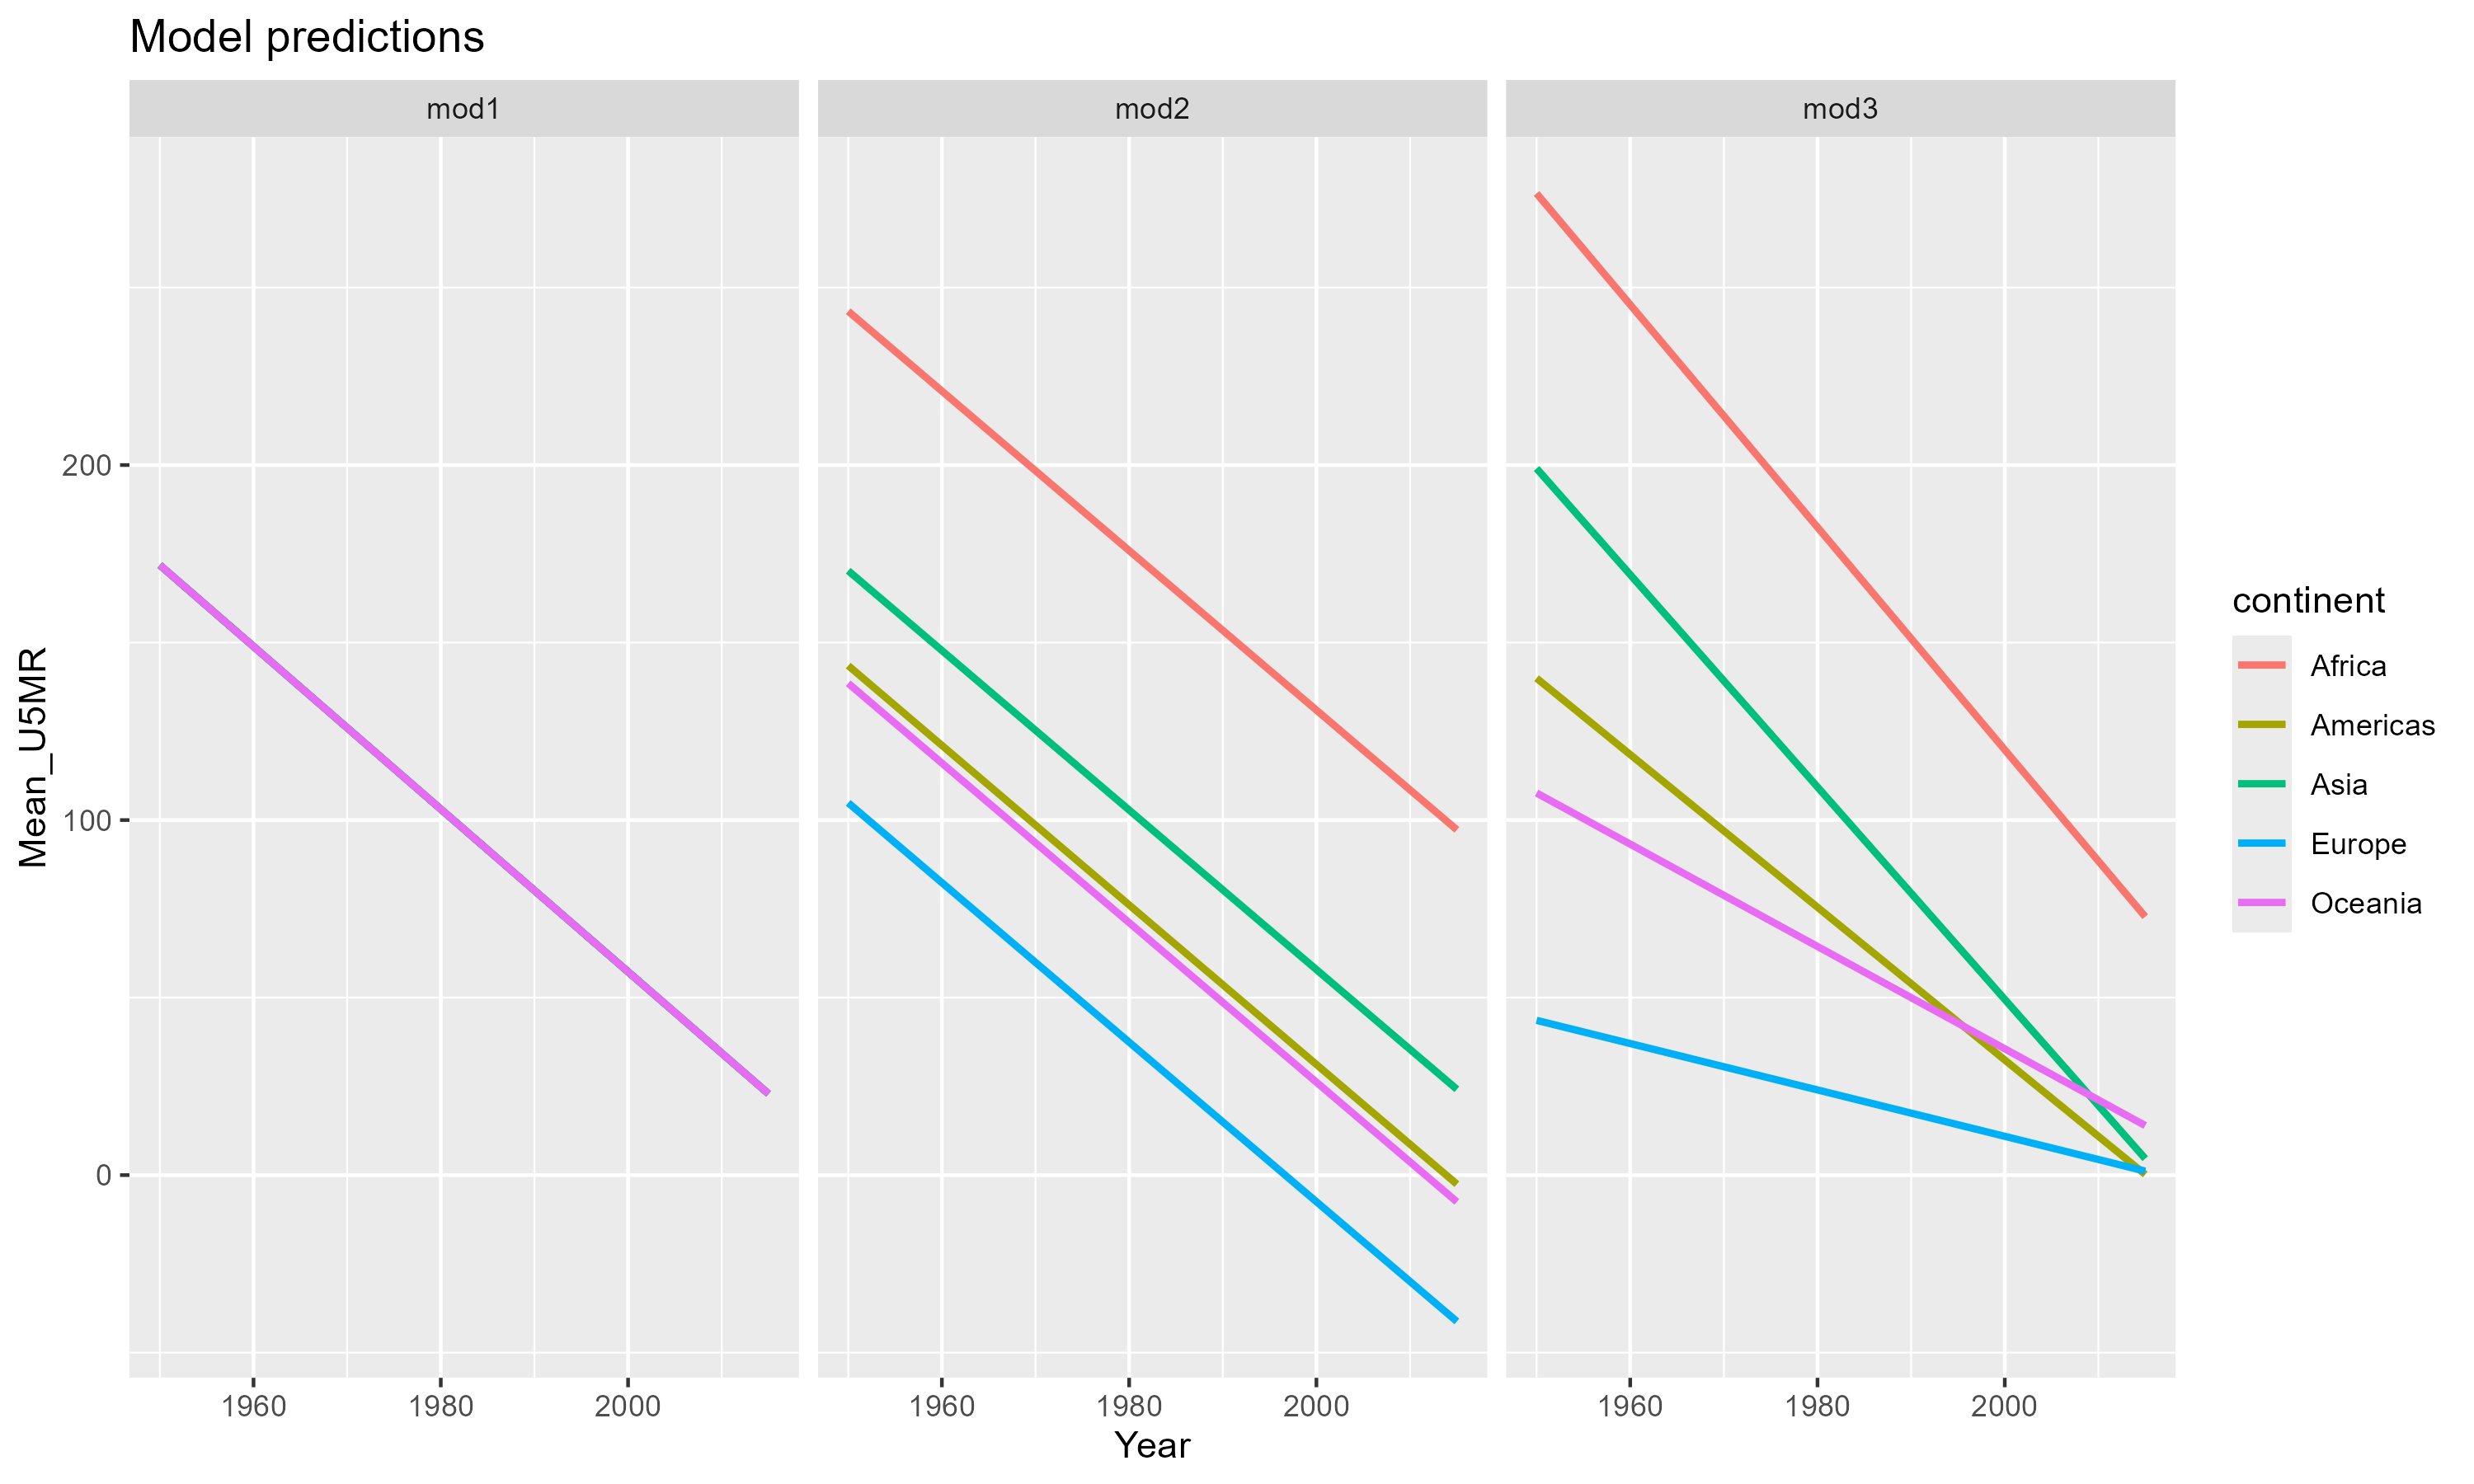 Model predictions
mod1 mod2 mod3
200
100
0
Mean_U5MR
1960 1980 2000 1960 1980 2000 1960 1980 2000
Year
continent
Africa
Americas
Asia
Europe
Oceania